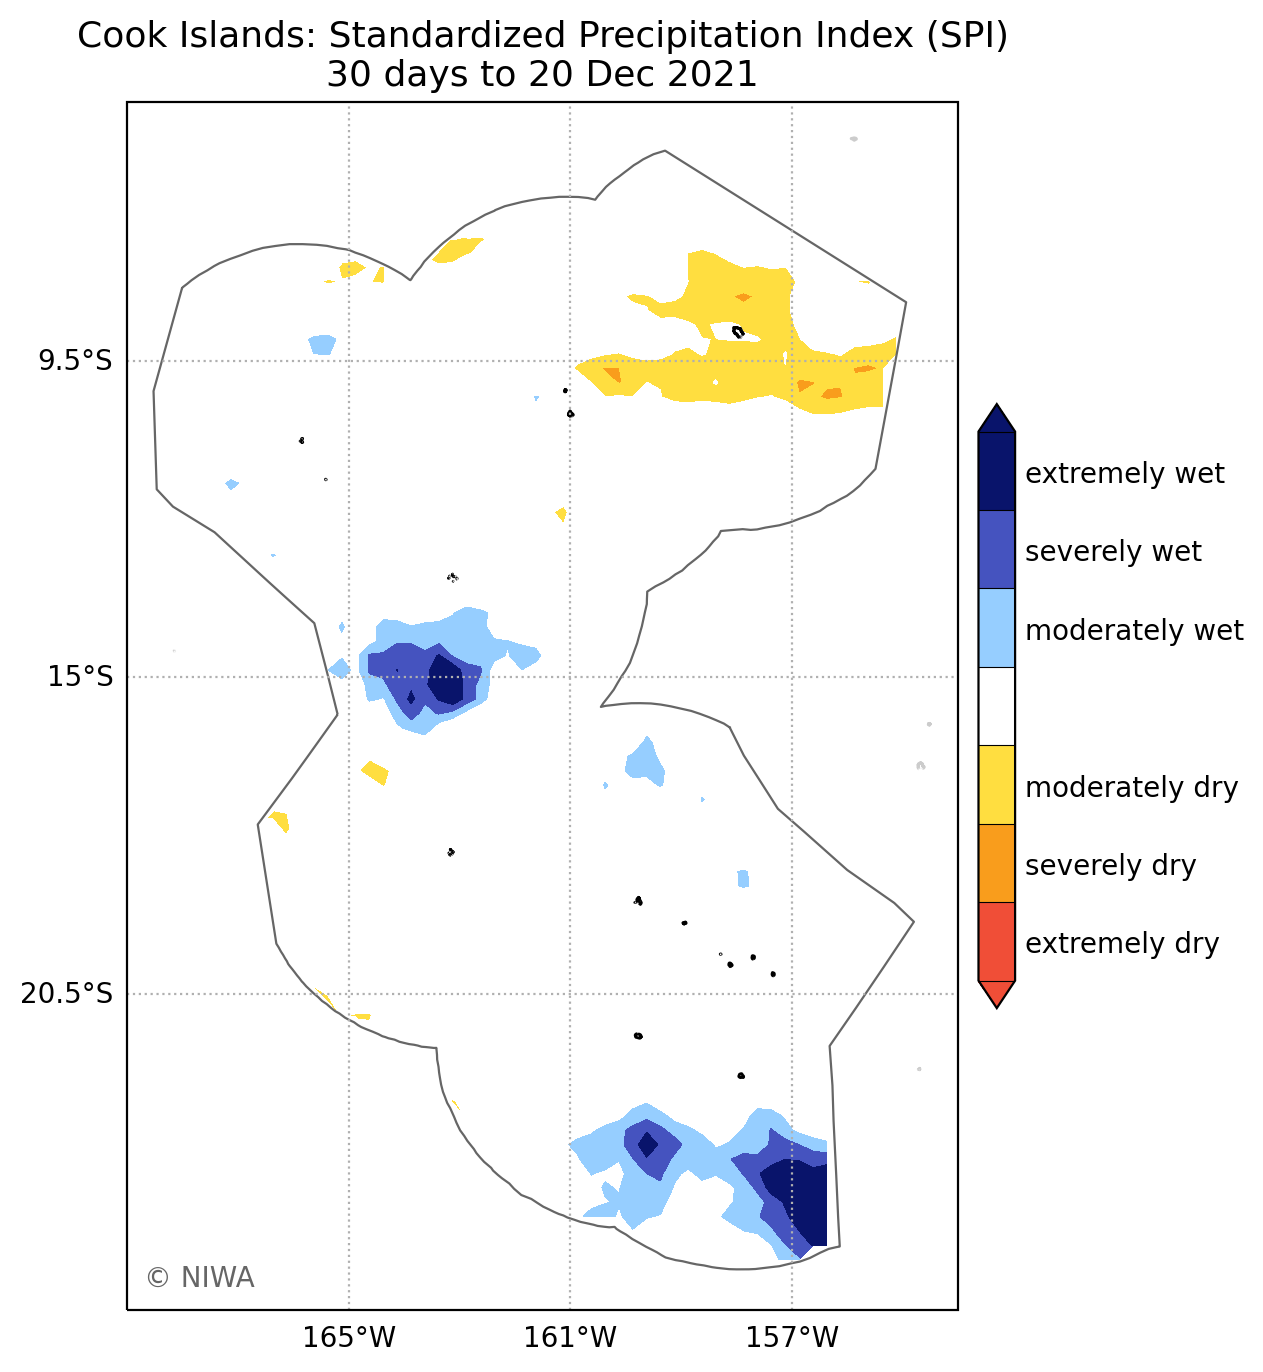 Cook Islands: Standardized Precipitation Index (SPI)
30 days to 20 Dec 2021
9.5°S
15°S
20.5°S
165°W
161°W
157°W
extremely wet
severely wet
moderately wet
moderately dry
severely dry
extremely dry
© NIWA